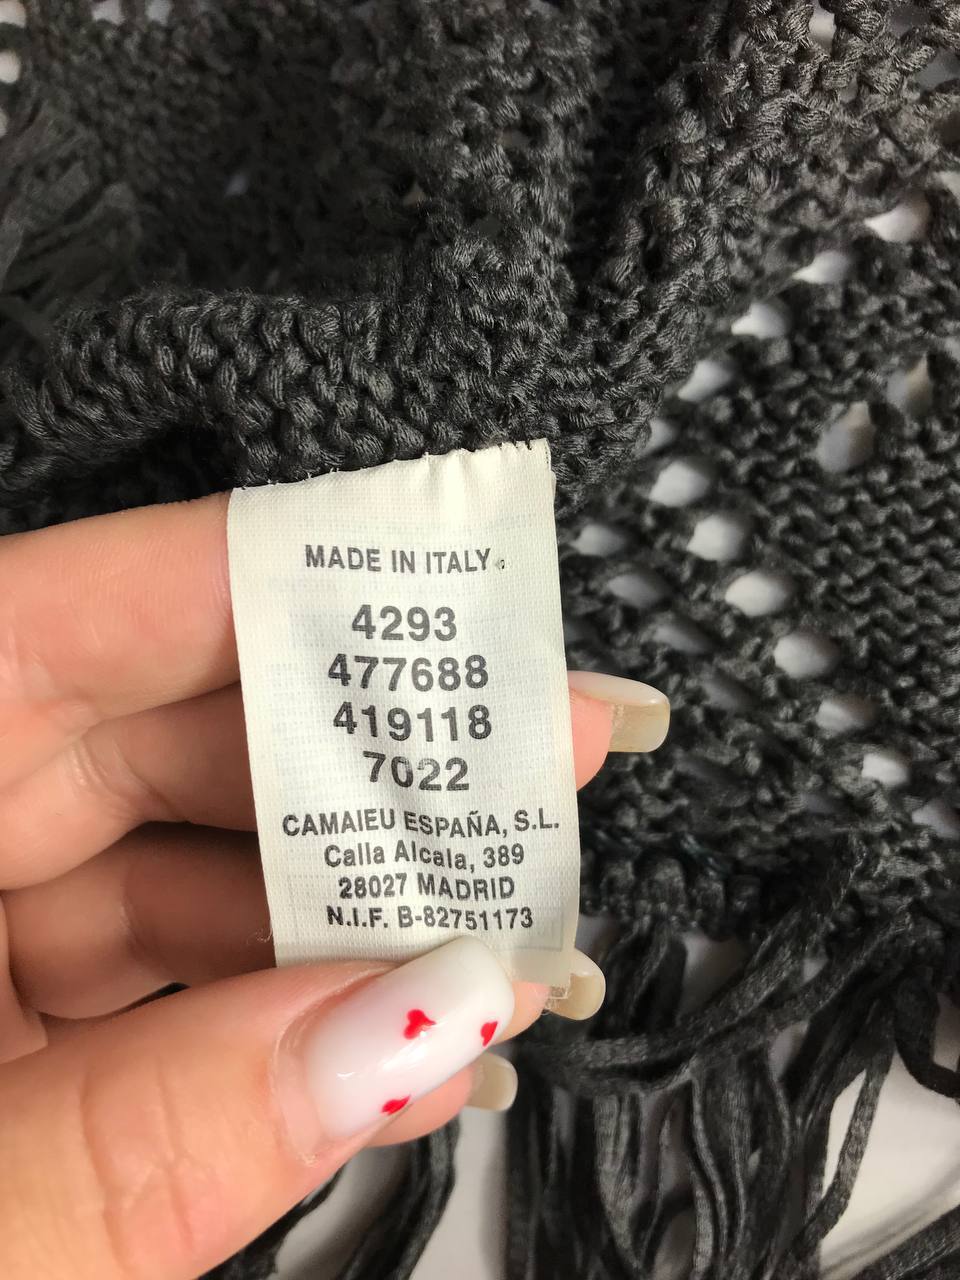 MADE IN ITALY
4293
477688
419118
7022
CAMAIEU ESPAÑA, S.L.
Calla Alcala, 389
28027 MADRID
N.I.F. B-82751173